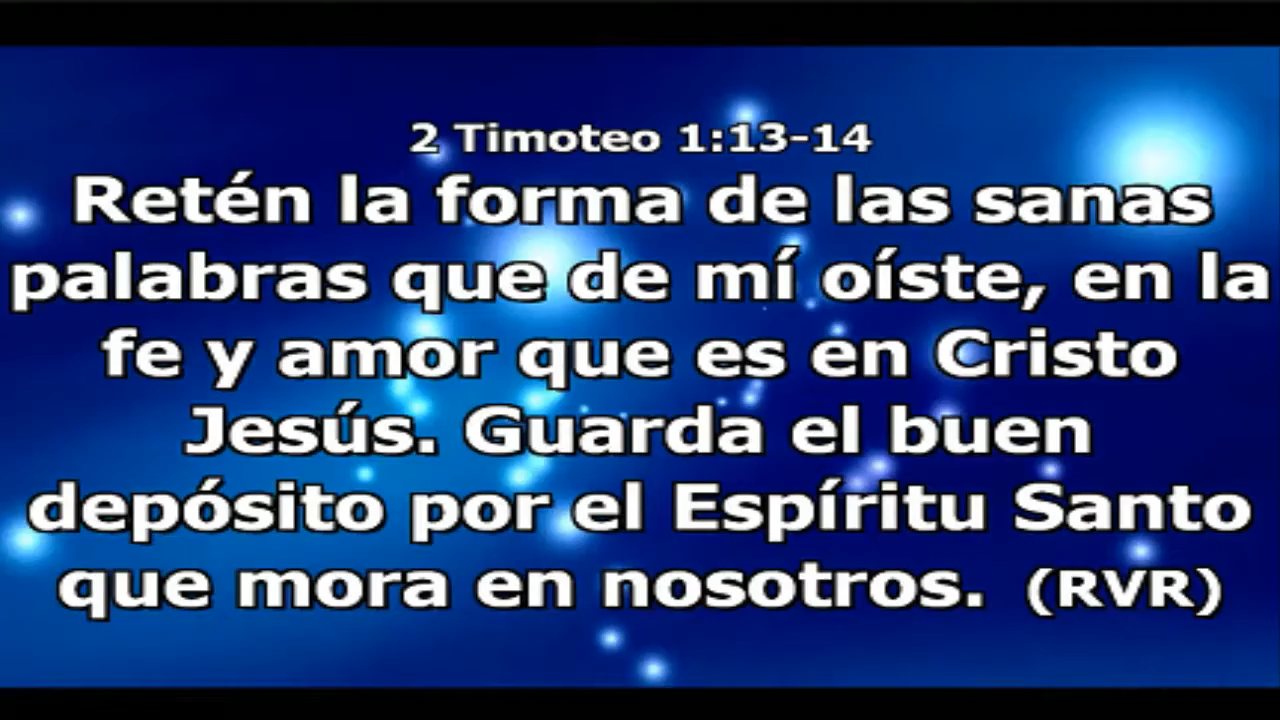 2 Timoteo 1:13-14
Retén la forma de las sanas
palabras que de mí oíste, en la
fe y amor que es en Cristo
Jesús. Guarda el buen
depósito por el Espíritu Santo
que mora en nosotros. (RVR)